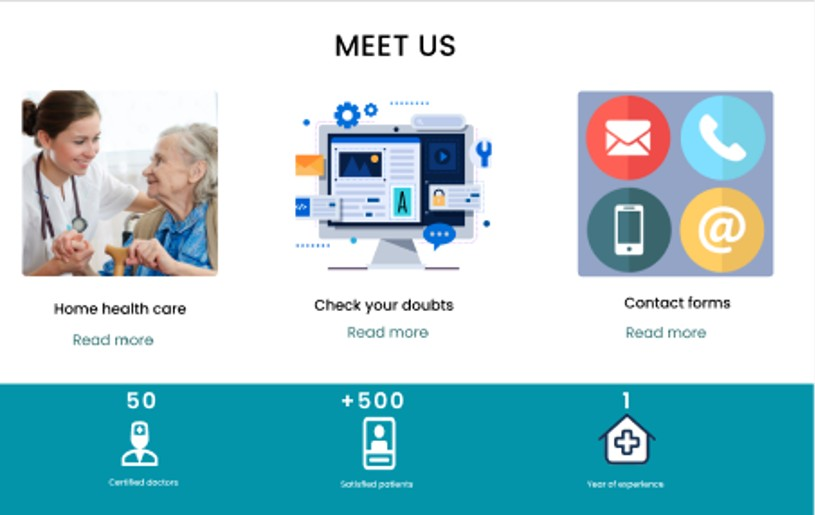 MEET US
A
Home health care
Check your doubts
Contact forms
Read more
Read more
Read more
50
+500
1
Certified doctors
Satisfied patients
Year of experience